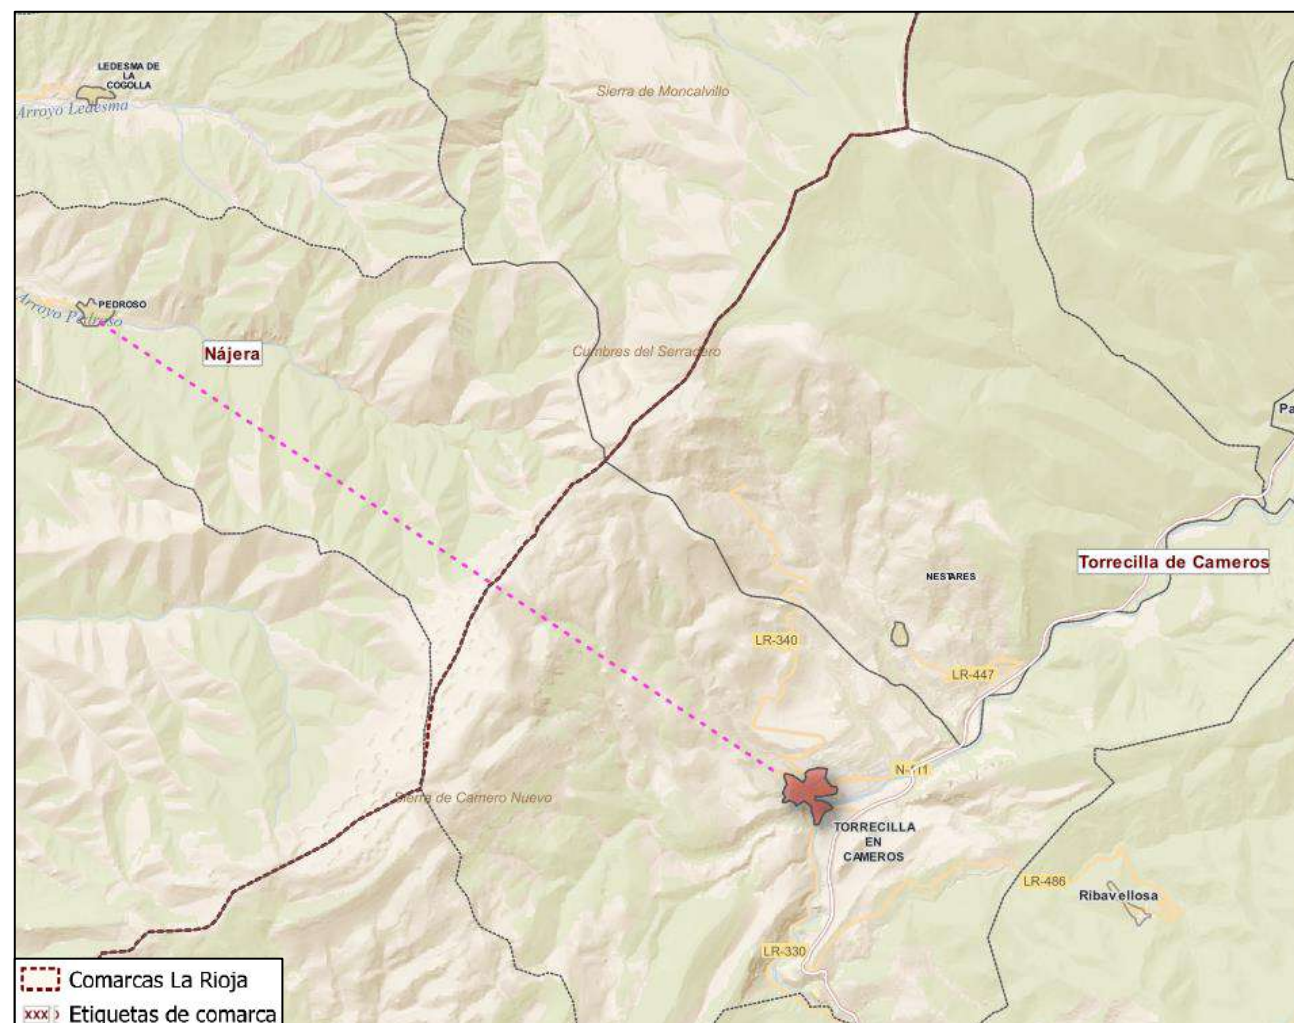 LEDESMA DE
LA
COGOLLA
Arroyo Ledesma
Sierra de Moncalvillo
PEDROSO
Arroyo Pedroso
Nájera
Cumbres del Serradero
Pa
Torrecilla de Cameros
NESTARES
LR-340
LR-447
N-111
Sierra de Camero Nuevo
TORRECILLA
EN
CAMEROS
LR-486
Ribavellosa
LR-330
Comarcas La Rioja
xxx Etiquetas de comarca